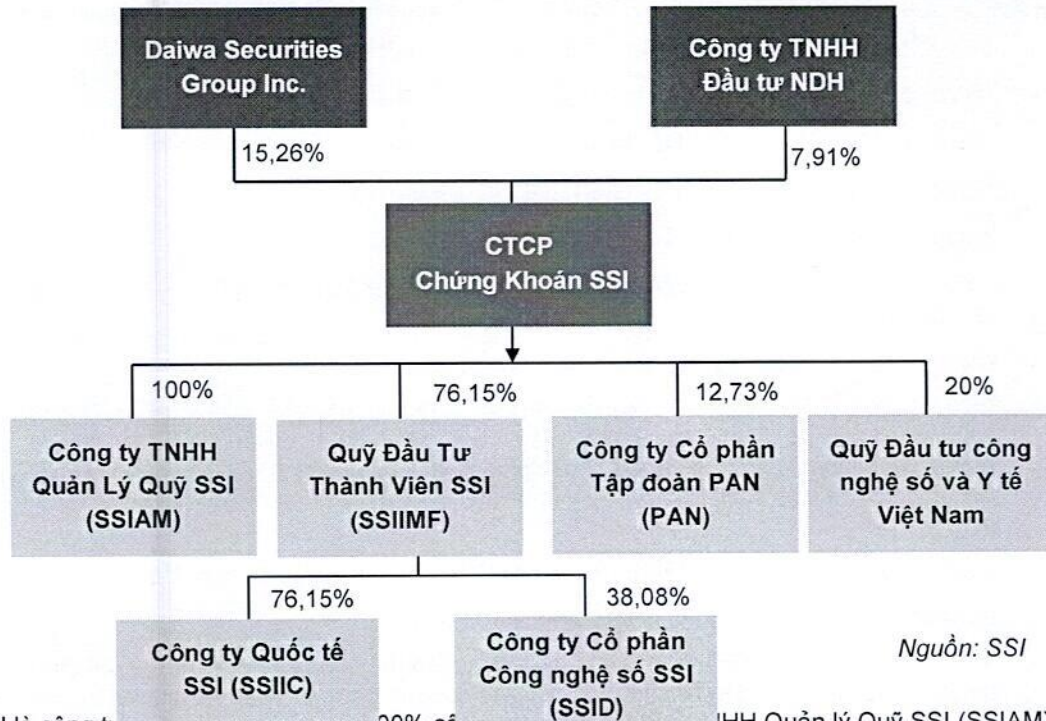 Daiwa Securities
Group Inc.
Công ty TNHH
Đầu tư NDH
15,26%
7,91%
CTCP
Chứng Khoán SSI
100%
76,15%
12,73%
20%
Công ty TNHH
Quản Lý Quỹ SSI
(SSIAM)
Quỹ Đầu Tư
Thành Viên SSI
(SSIIMF)
Công ty Cổ phần
Tập đoàn PAN
(PAN)
Quỹ Đầu tư công
nghệ số và Y tế
Việt Nam
76,15%
38,08%
Công ty Quốc tế
SSI (SSIIC)
Công ty Cổ phần
Công nghệ số SSI
(SSID)
Nguồn: SSI
Quản lý Quỹ SSI (SSIAM)